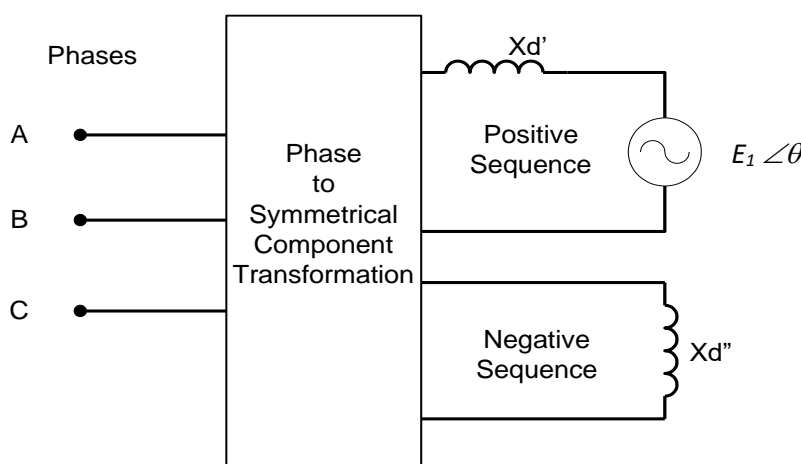 Phases
A
B
C
Phase
to
Symmetrical
Component
Transformation
Xd’
Positive
Sequence
E₁ ∠θ
Negative
Sequence
Xd”